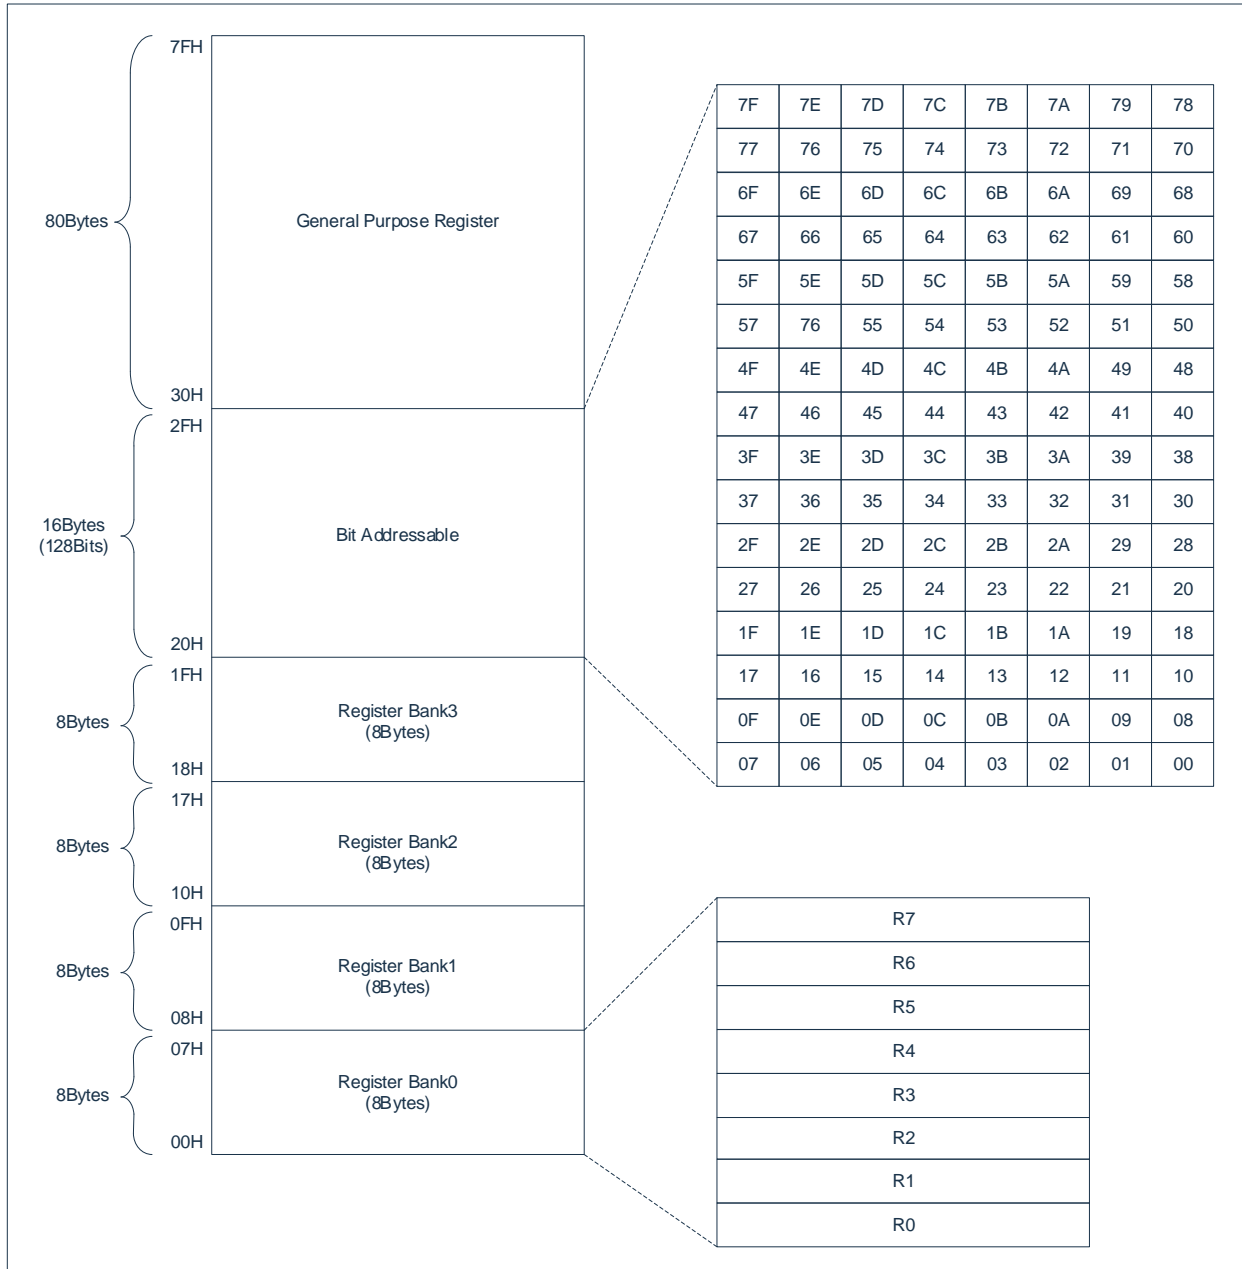 7FH
80Bytes
General Purpose Register
30H
2FH
16Bytes
(128Bits)
Bit Addressable
20H
1FH
8Bytes
Register Bank3
(8Bytes)
18H
17H
8Bytes
Register Bank2
(8Bytes)
10H
0FH
8Bytes
Register Bank1
(8Bytes)
08H
07H
8Bytes
Register Bank0
(8Bytes)
00H
7F 7E 7D 7C 7B 7A 79 78
77 76 75 74 73 72 71 70
6F 6E 6D 6C 6B 6A 69 68
67 66 65 64 63 62 61 60
5F 5E 5D 5C 5B 5A 59 58
57 76 55 54 53 52 51 50
4F 4E 4D 4C 4B 4A 49 48
47 46 45 44 43 42 41 40
3F 3E 3D 3C 3B 3A 39 38
37 36 35 34 33 32 31 30
2F 2E 2D 2C 2B 2A 29 28
27 26 25 24 23 22 21 20
1F 1E 1D 1C 1B 1A 19 18
17 16 15 14 13 12 11 10
0F 0E 0D 0C 0B 0A 09 08
07 06 05 04 03 02 01 00
R7
R6
R5
R4
R3
R2
R1
R0